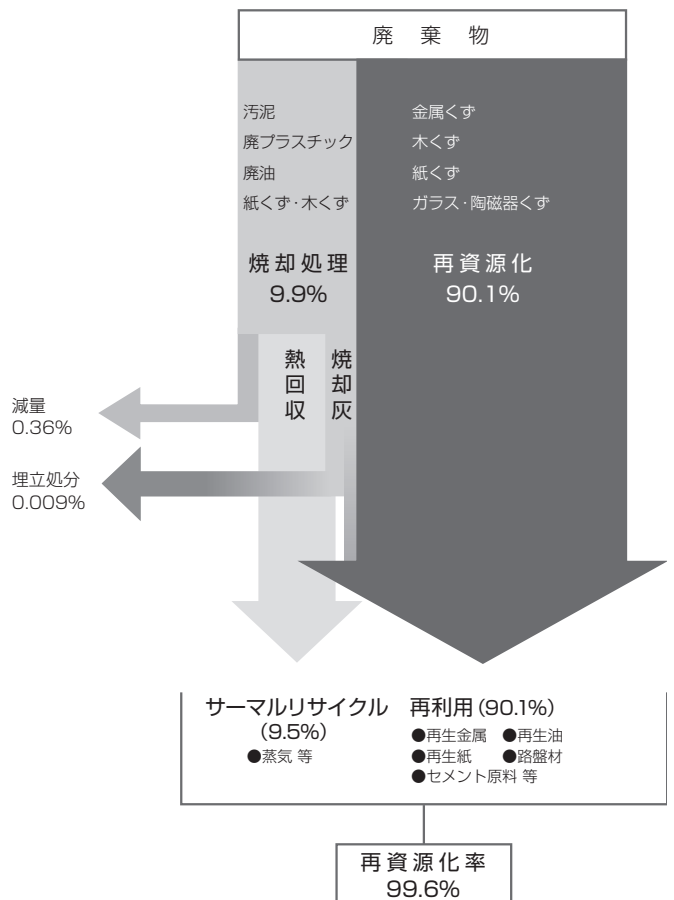 廃棄物
汚泥
廃プラスチック
廃油
紙くず・木くず
焼却処理
9.9%
金属くず
木くず
紙くず
ガラス・陶磁器くず
再資源化
90.1%
熱回収
焼却灰
減量
0.36%
埋立処分
0.009%
サーマルリサイクル
(9.5%)
●蒸気 等
再利用(90.1%)
●再生金属 ●再生油
●再生紙 ●路盤材
●セメント原料 等
再資源化率
99.6%